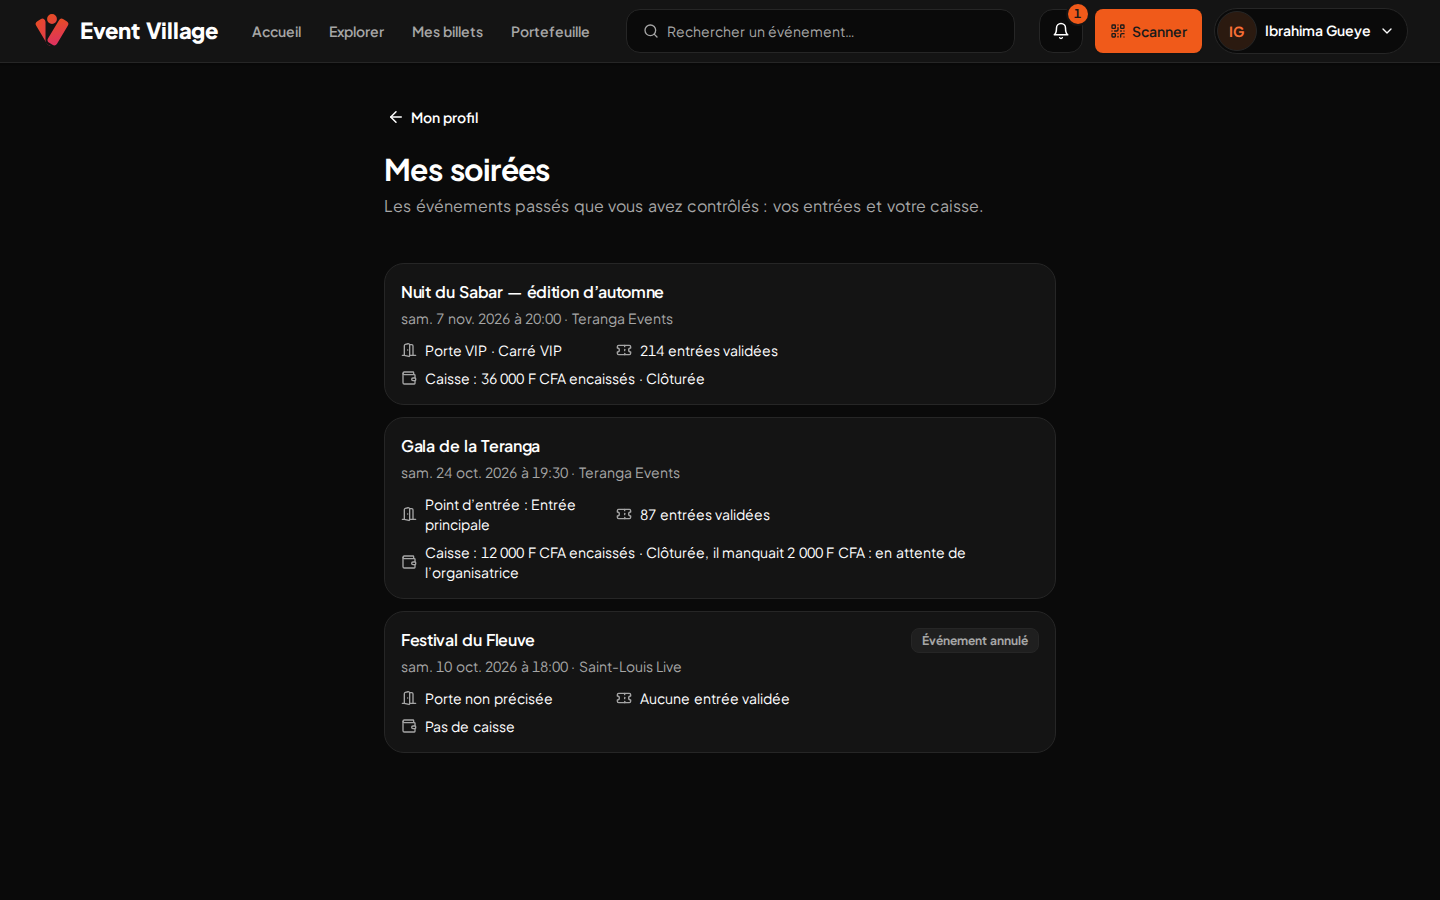 Event Village
Accueil
Explorer
Mes billets
Portefeuille
Rechercher un événement…
1
Scanner
IG
Ibrahima Gueye
Mon profil
Mes soirées
Les événements passés que vous avez contrôlés : vos entrées et votre caisse.
Nuit du Sabar — édition d’automne
sam. 7 nov. 2026 à 20:00 · Teranga Events
Porte VIP · Carré VIP
214 entrées validées
Caisse : 36 000 F CFA encaissés · Clôturée
Gala de la Teranga
sam. 24 oct. 2026 à 19:30 · Teranga Events
Point d’entrée : Entrée
principale
87 entrées validées
Caisse : 12 000 F CFA encaissés · Clôturée, il manquait 2 000 F CFA : en attente de
l’organisatrice
Festival du Fleuve
Événement annulé
sam. 10 oct. 2026 à 18:00 · Saint-Louis Live
Porte non précisée
Aucune entrée validée
Pas de caisse